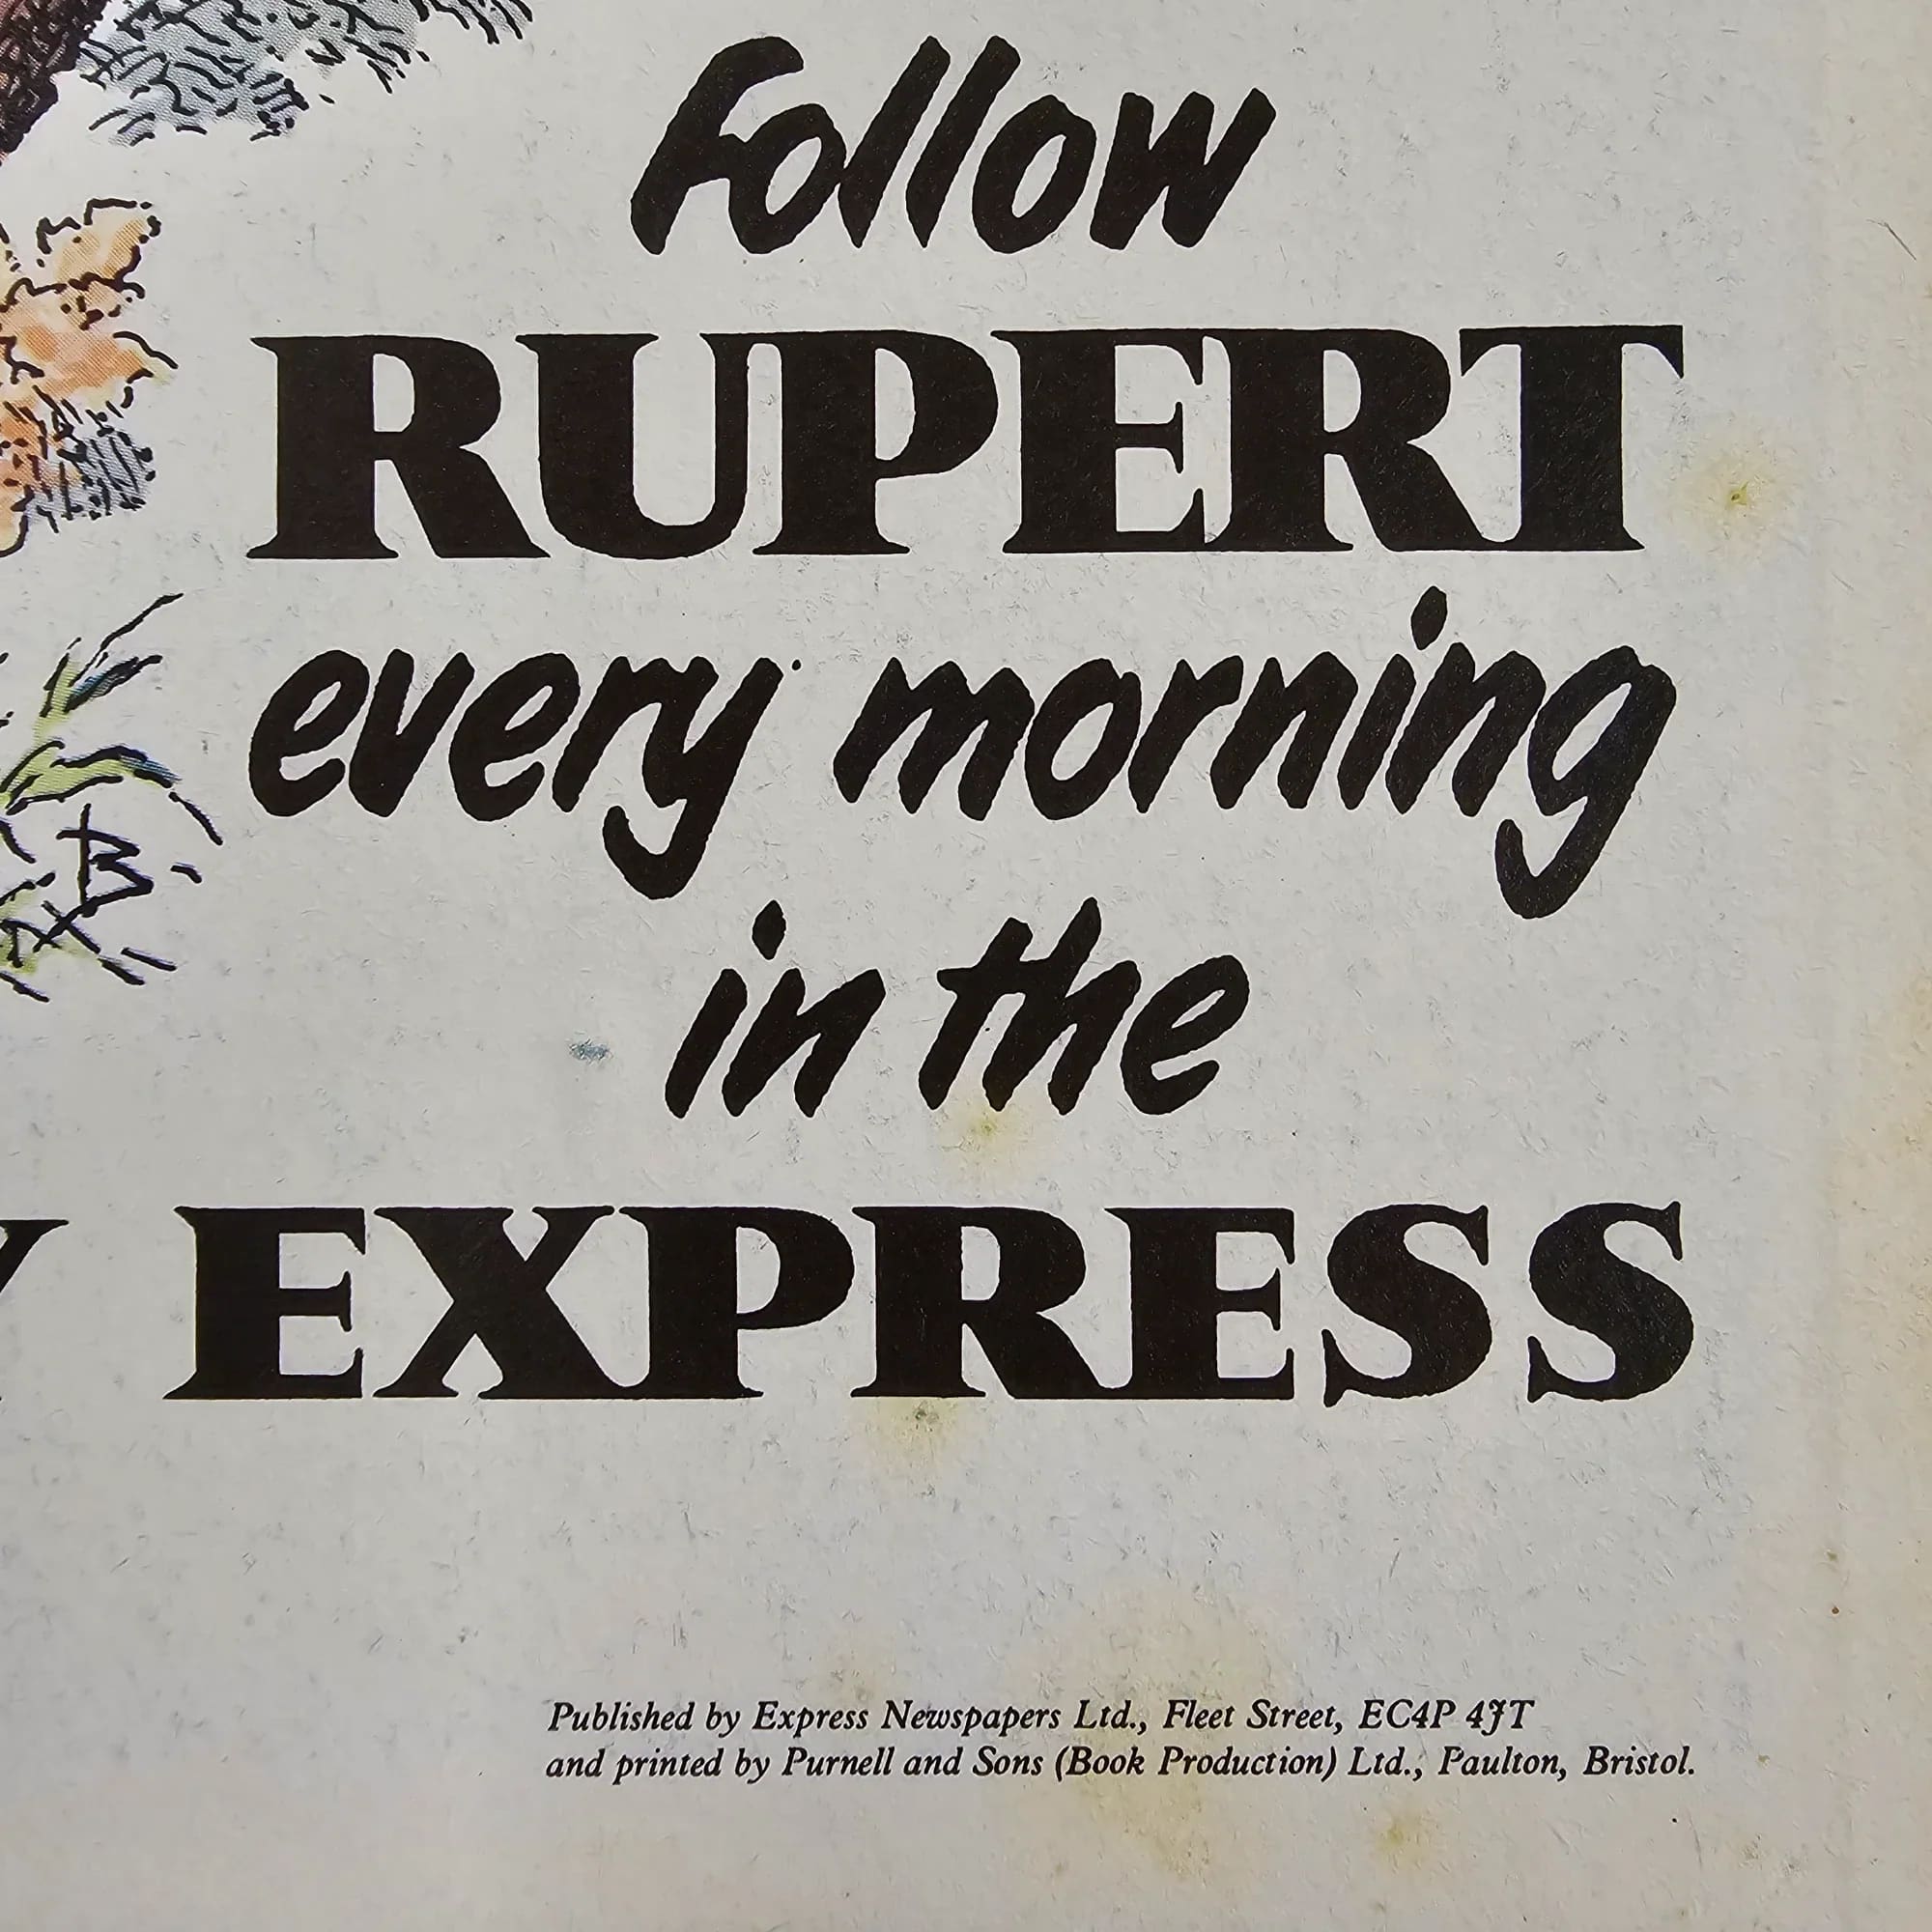 Follow
RUPERT
every morning
in the
Y EXPRESS
B
Published by Express Newspapers Ltd., Fleet Street, EC4P 4JT
and printed by Purnell and Sons (Book Production) Ltd., Paulton, Bristol.